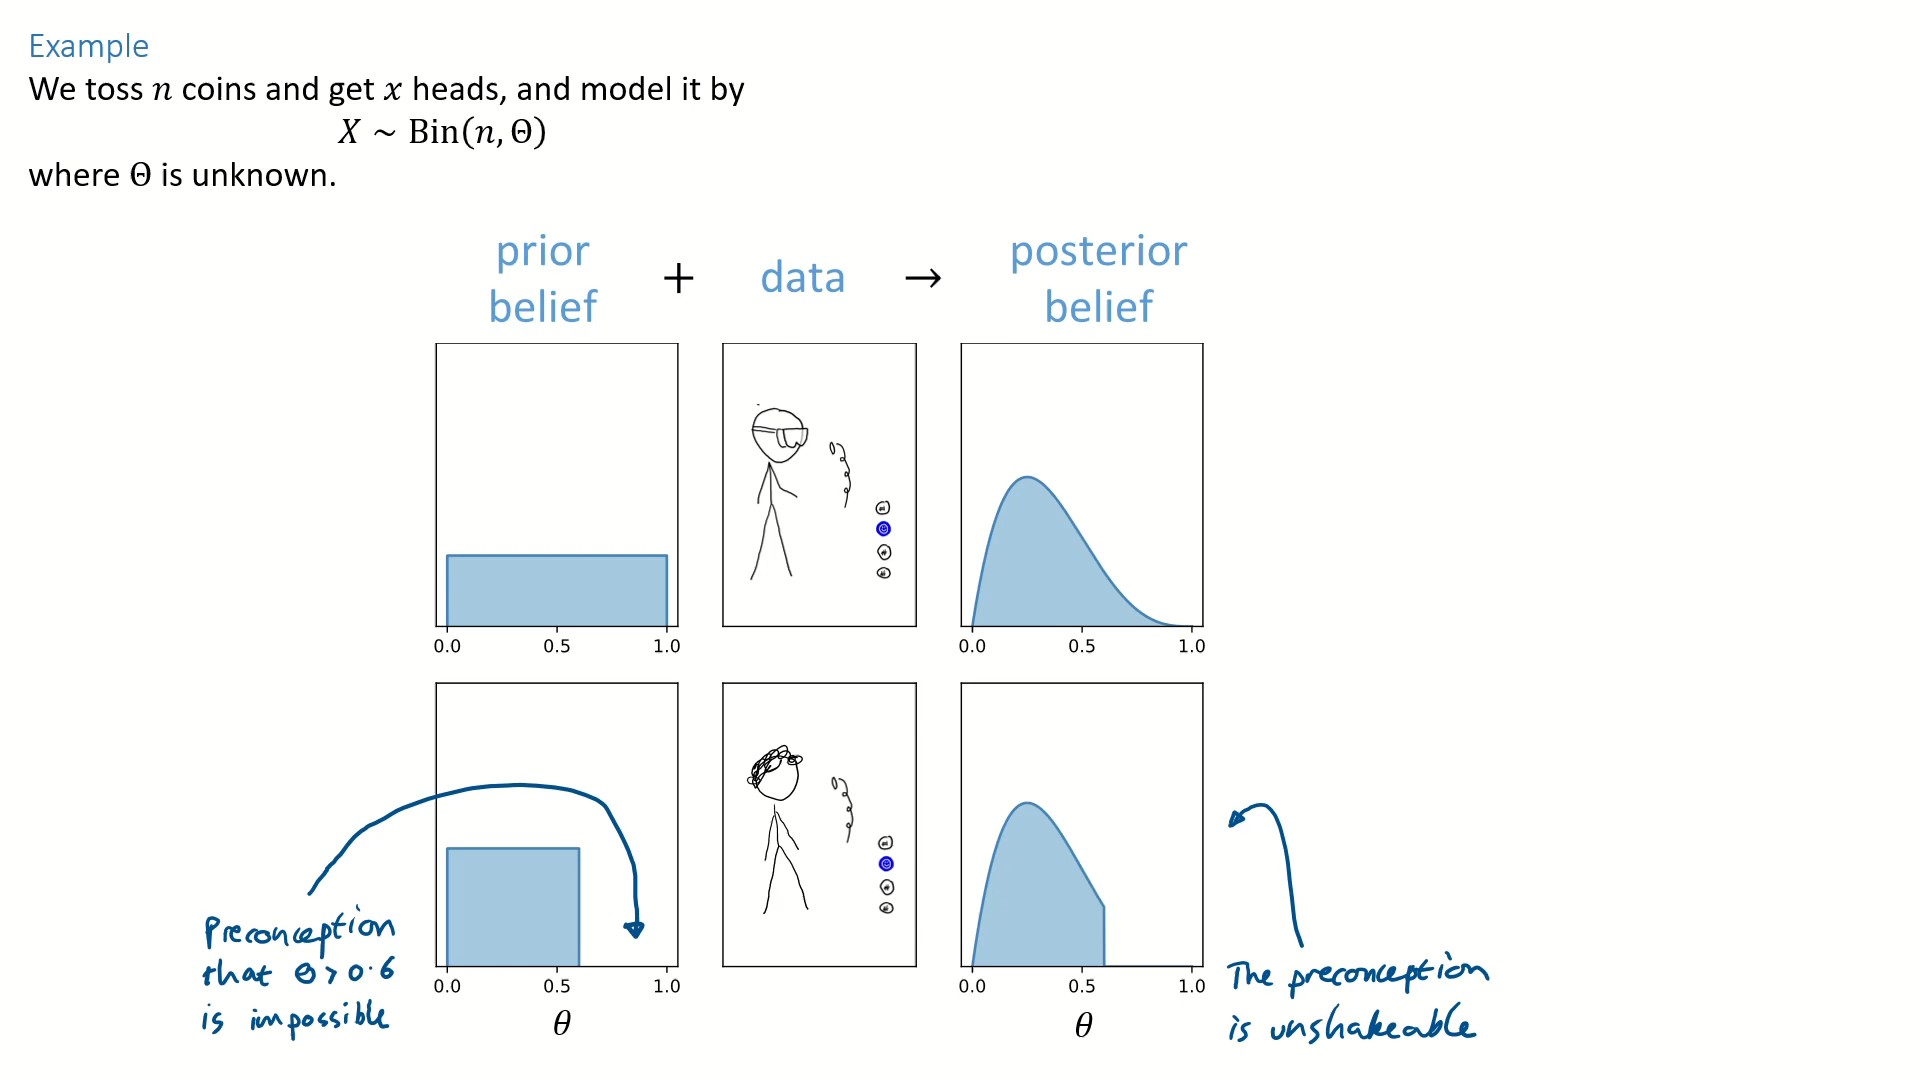 Example
We toss n coins and get x heads, and model it by
X ~ Bin(n, Θ)
where Θ is unknown.
prior belief + data → posterior belief
0.0 0.5 1.0
0.0 0.5 1.0
Preconception
that Θ > 0.6
is impossible
0.0 0.5 1.0
θ
0.0 0.5 1.0
θ
The preconception
is unshakeable